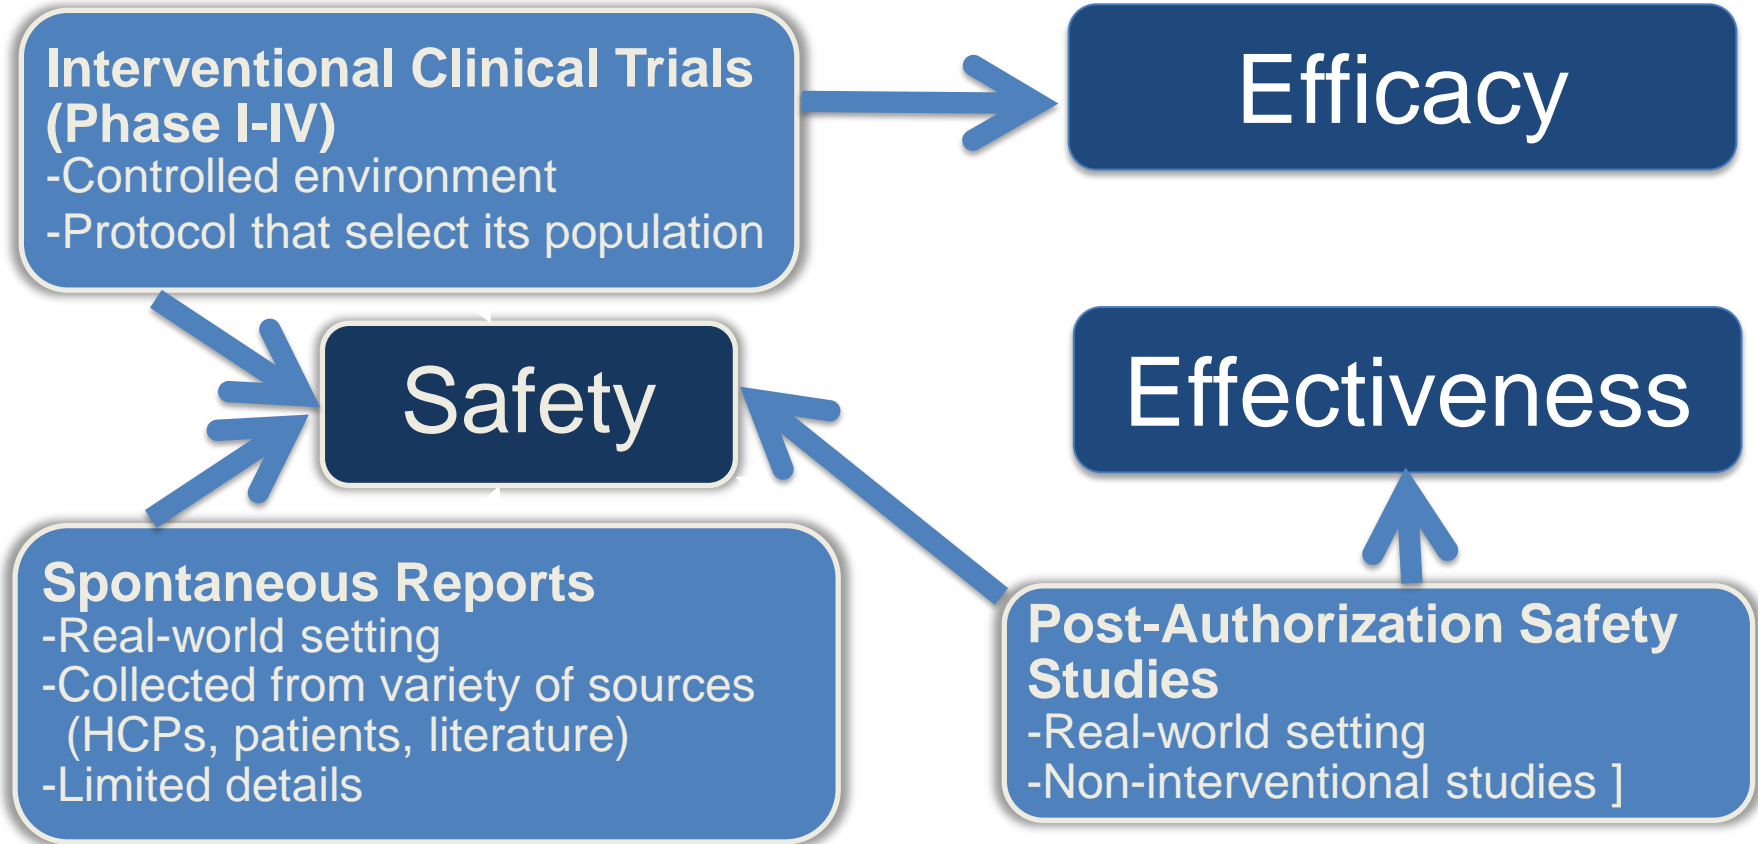 Interventional Clinical Trials
(Phase I-IV)
-Controlled environment
-Protocol that select its population
Efficacy
Safety
Effectiveness
Spontaneous Reports
-Real-world setting
-Collected from variety of sources
(HCPs, patients, literature)
-Limited details
Post-Authorization Safety
Studies
-Real-world setting
-Non-interventional studies ]